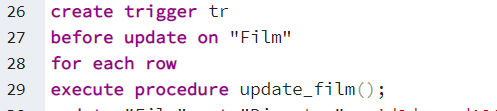 26 create trigger tr
27 before update on "Film"
28 for each row
29 execute procedure update_film();